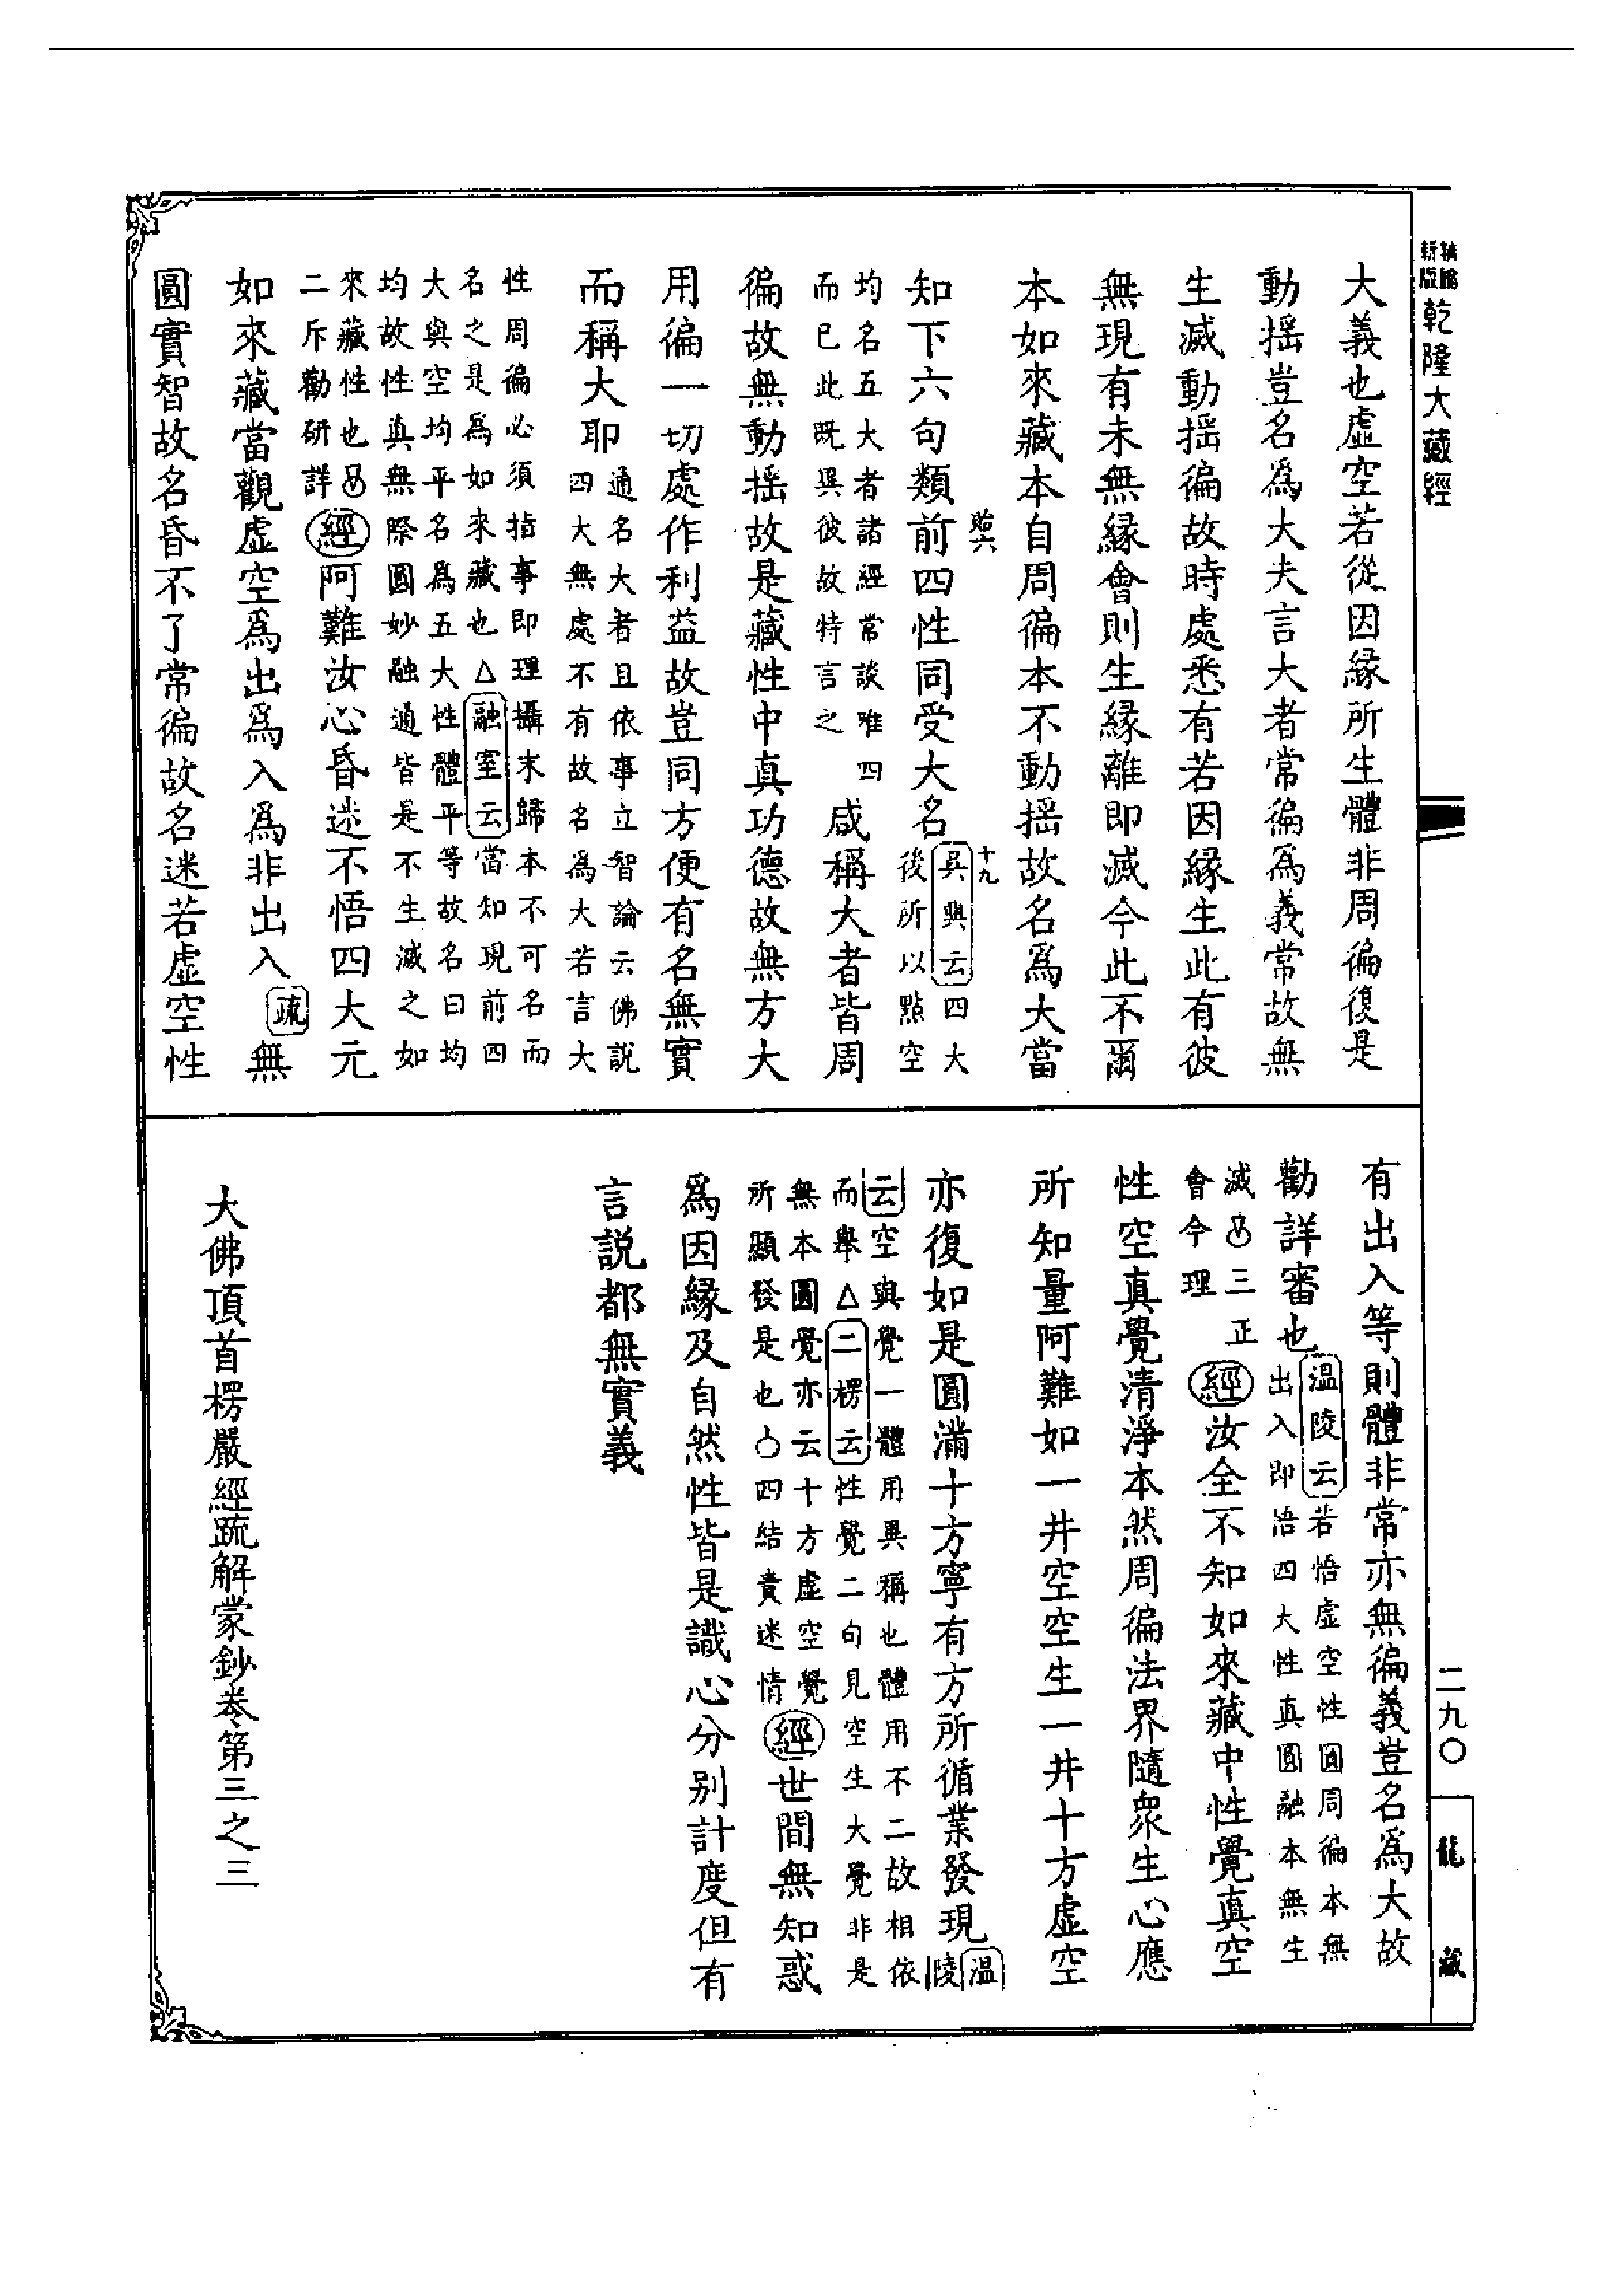 精縮
新版
乾隆大藏經
大義也虛空若從因緣所生體非周徧復是
動揺豈名爲大夫言大者常徧爲義常故無
生滅動揺徧故時處悉有若因緣生此有彼
無現有未無緣會則生緣離即滅今此不爾
本如來藏本自周徧本不動揺故名爲大當
知下六句類前四性同受大名
吳興云四大
後所以點空
十九
均名五大者諸經常談唯四
而已此既異彼故特言之
咸稱大者皆周
徧故無動揺故是藏性中真功德故無方大
用徧一切處作利益故豈同方便有名無實
而稱大耶
通名大者且依事立智論云佛說
四大無處不有故名爲大若言大
性周徧必須指事即理攝末歸本不可名而
名之是爲如來藏也△融室云當知現前四
大與空均平名爲五大性體平等故名曰均
均故性真無際圓妙融通皆是不生滅之如
來藏性也
二斥勸研詳
經阿難汝心昏迷不悟四大元
如來藏當觀虛空爲出爲入爲非出入疏無
圓實智故名昏不了常徧故名迷若虛空性
有出入等則體非常亦無徧義豈名爲大故
勸詳審也
溫陵云若悟虛空性圓周徧本無
出入即悟四大性真圓融本無生
滅 三正
會今理
經汝全不知如來藏中性覺真空
性空真覺清淨本然周徧法界隨衆生心應
所知量阿難如一井空空生一井十方虛空
亦復如是圓滿十方寧有方所循業發現
溫
陵
云空與覺一體用異稱也體用不二故相依
而舉△二楞云性覺二句見空生大覺非是
無本圓覺亦云十方虛空覺
所顯發是也 四結責迷情
經世間無知惑
爲因緣及自然性皆是識心分别計度但有
言説都無實義
大佛頂首楞嚴經疏解蒙鈔卷第三之三
二九〇
龍藏